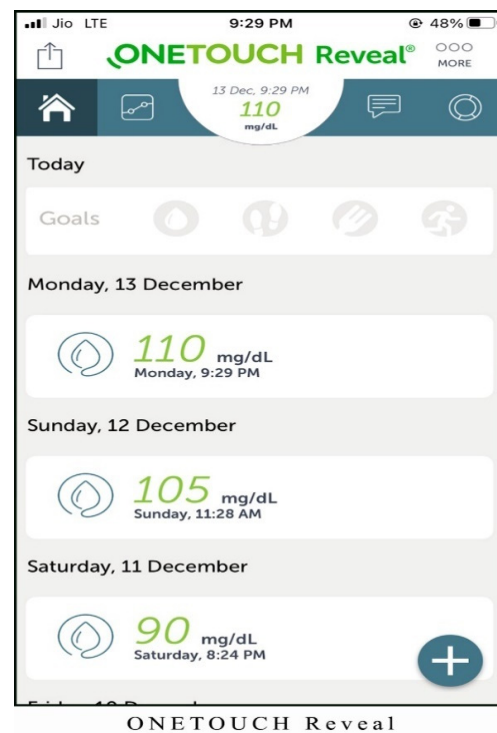 Jio LTE 9:29 PM 48%
ONETOUCH Reveal®
MORE
13 Dec, 9:29 PM
110
mg/dL
Today
Goals
Monday, 13 December
110 mg/dL
Monday, 9:29 PM
Sunday, 12 December
105 mg/dL
Sunday, 11:28 AM
Saturday, 11 December
90 mg/dL
Saturday, 8:24 PM
ONETOUCH Reveal